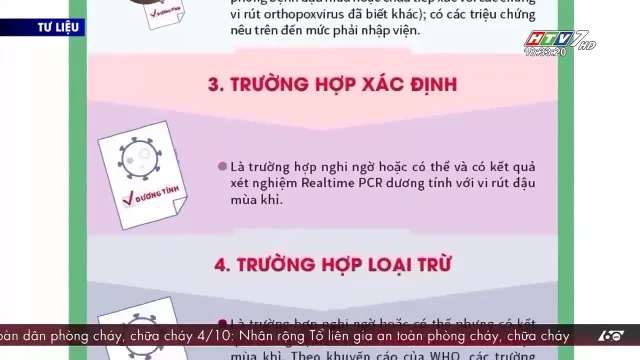 TƯ LIỆU
HTV7 HD
18:33:20
vi rút orthopoxvirus đã biết khác); có các triệu chứng
nêu trên đến mức phải nhập viện.
3. TRƯỜNG HỢP XÁC ĐỊNH
DƯƠNG TÍNH
Là trường hợp nghi ngờ hoặc có thể và có kết quả
xét nghiệm Realtime PCR dương tính với vi rút đậu
mùa khỉ.
4. TRƯỜNG HỢP LOẠI TRỪ
Là trường hợp nghi ngờ hoặc có thể nhưng có kết
oàn dân phòng cháy, chữa cháy 4/10: Nhân rộng Tổ liên gia an toàn phòng cháy, chữa cháy
mùa khỉ. Theo khuyến cáo của WHO, các trường